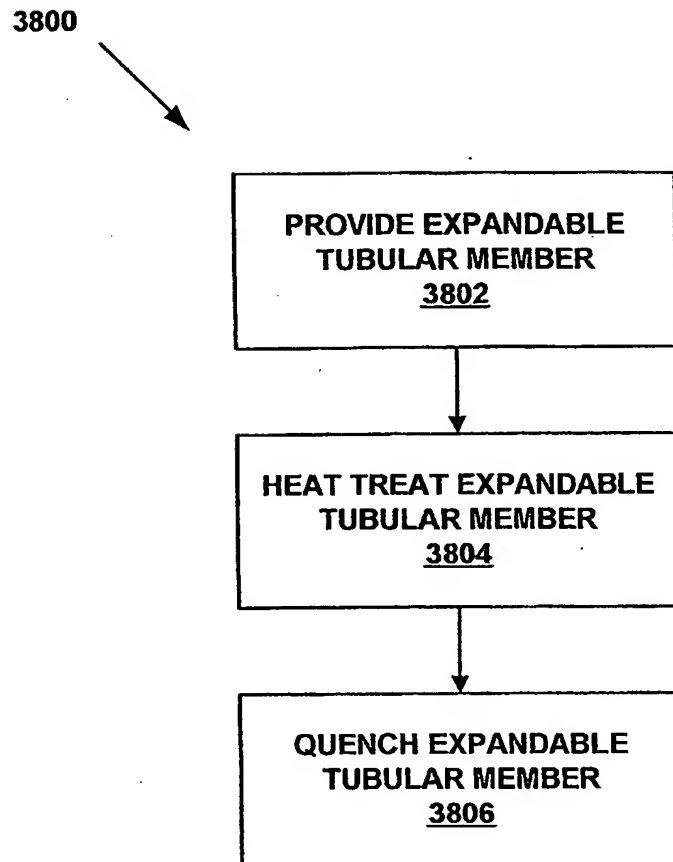 3800
PROVIDE EXPANDABLE
TUBULAR MEMBER
3802
HEAT TREAT EXPANDABLE
TUBULAR MEMBER
3804
QUENCH EXPANDABLE
TUBULAR MEMBER
3806